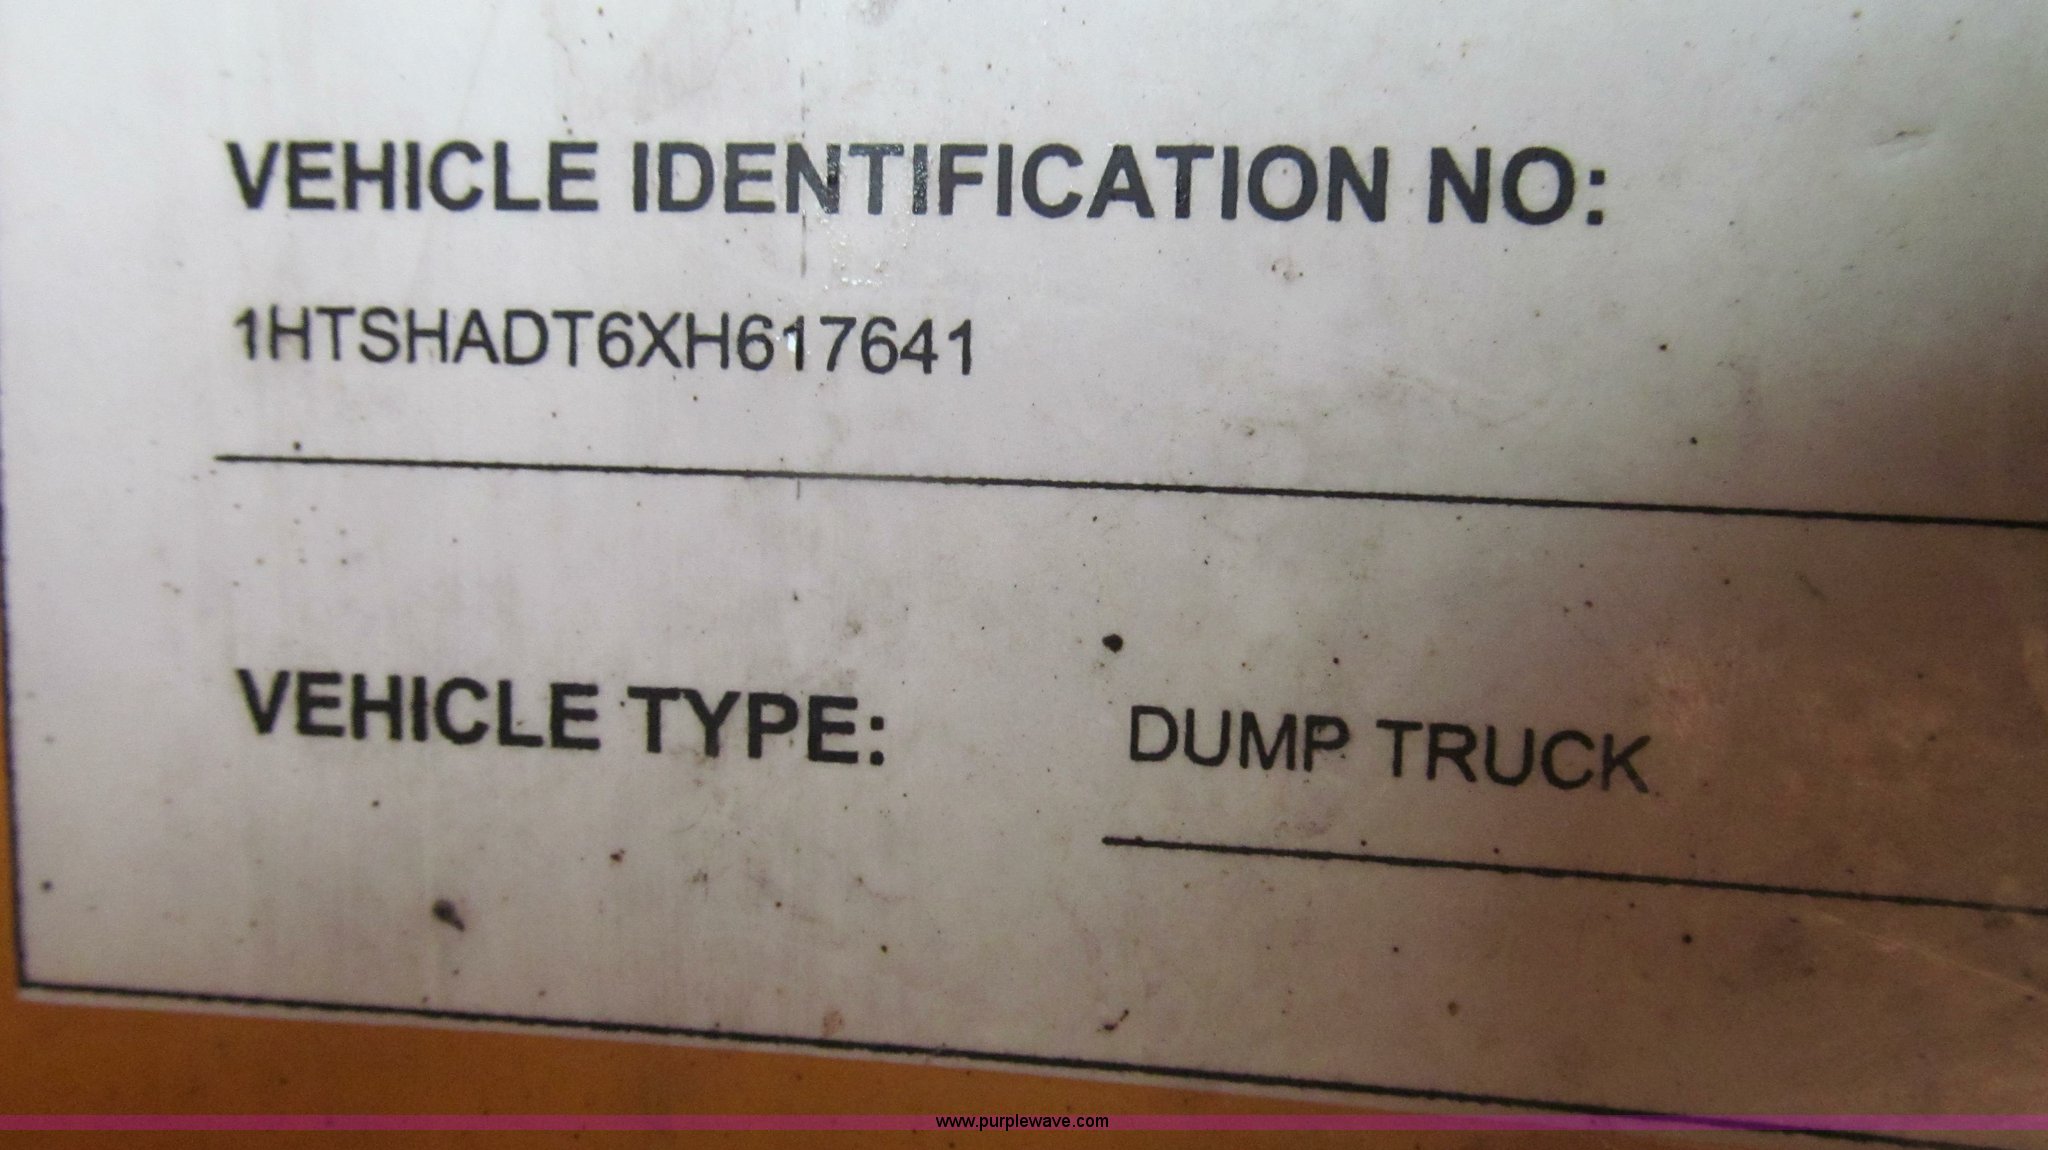 VEHICLE IDENTIFICATION NO:
1HTSHADT6XH617641
VEHICLE TYPE: DUMP TRUCK
www.purplewave.com